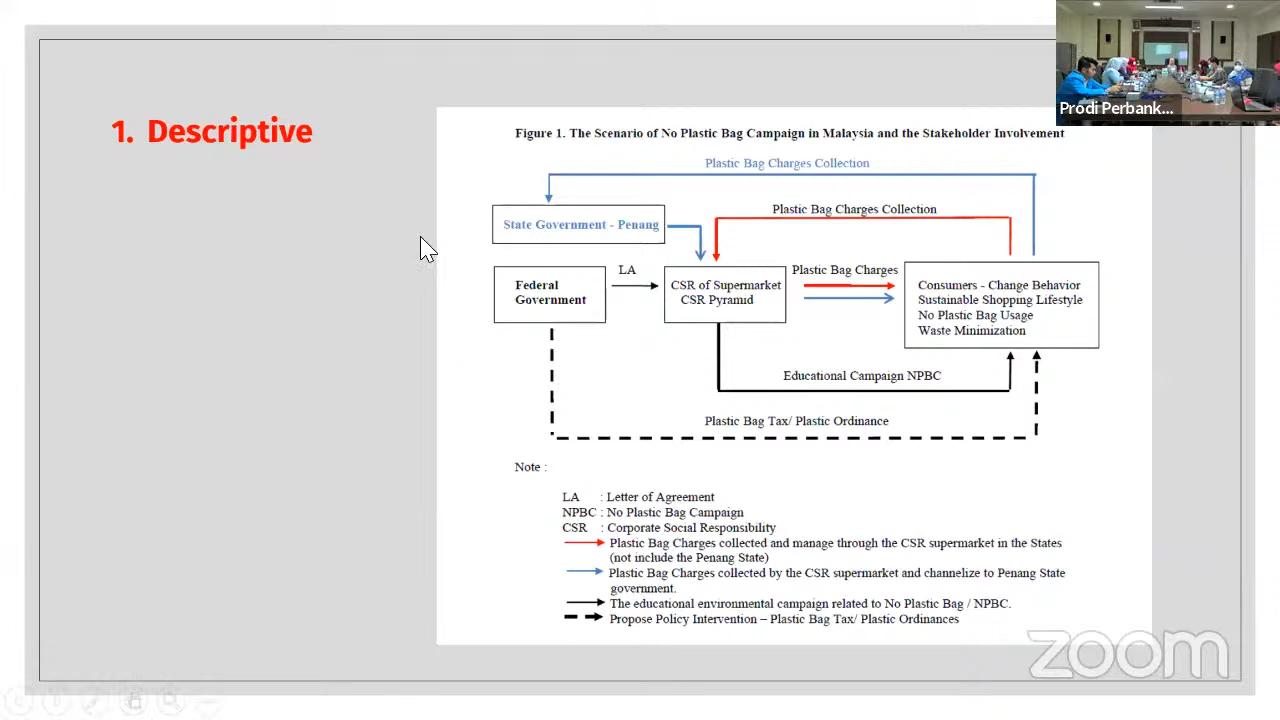 Prodi Perbank...
1. Descriptive
Figure 1. The Scenario of No Plastic Bag Campaign in Malaysia and the Stakeholder Involvement
Plastic Bag Charges Collection
Plastic Bag Charges Collection
State Government - Penang
LA
Plastic Bag Charges
Federal
Government
CSR of Supermarket
CSR Pyramid
Consumers - Change Behavior
Sustainable Shopping Lifestyle
No Plastic Bag Usage
Waste Minimization
Educational Campaign NPBC
Plastic Bag Tax/ Plastic Ordinance
Note :
LA : Letter of Agreement
NPBC : No Plastic Bag Campaign
CSR : Corporate Social Responsibility
Plastic Bag Charges collected and manage through the CSR supermarket in the States
(not include the Penang State)
Plastic Bag Charges collected by the CSR supermarket and channelize to Penang State
government.
The educational environmental campaign related to No Plastic Bag / NPBC.
Propose Policy Intervention – Plastic Bag Tax/ Plastic Ordinances
zoom